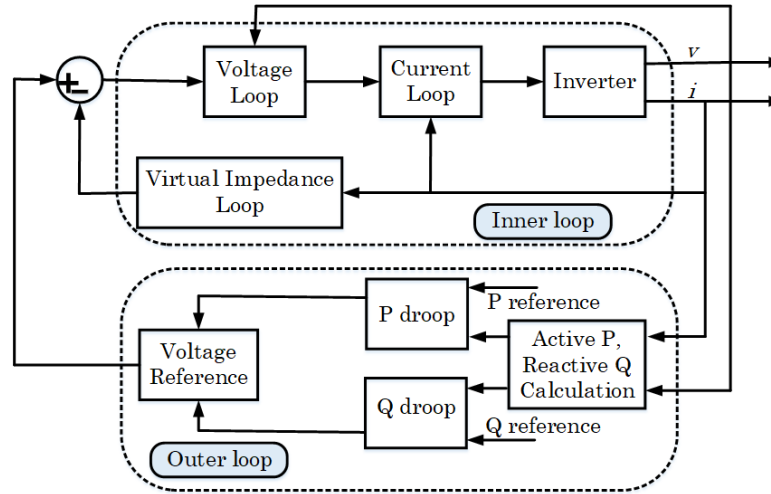 Voltage
Loop
Current
Loop
Inverter
v
i
+
−
Virtual Impedance
Loop
Inner loop
P droop
P reference
Voltage
Reference
Active P,
Reactive Q
Calculation
Q droop
Q reference
Outer loop